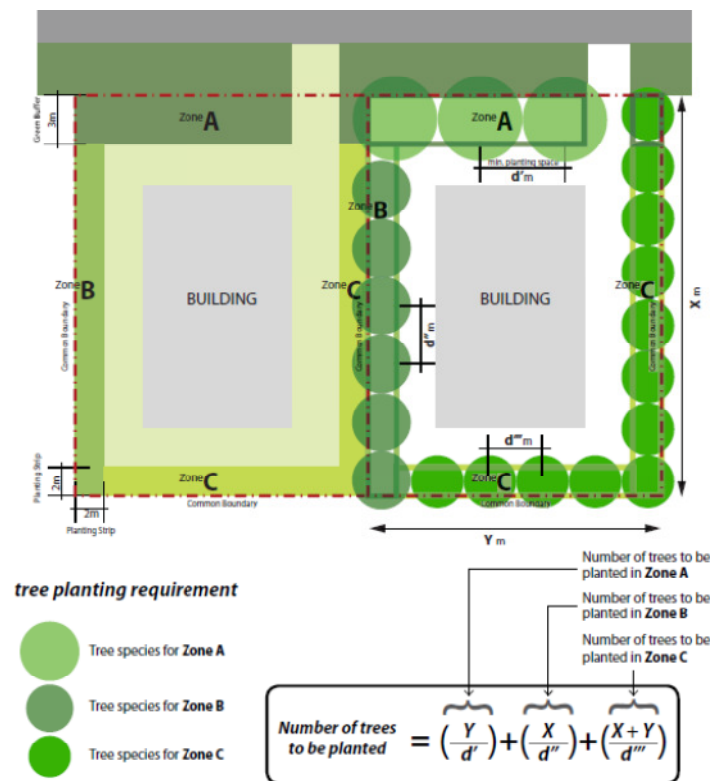 Green Buffer
3m
Zone A
Zone A
min. planting space
d' m
Zone B
Zone B
Common Boundary
BUILDING
Zone C
Common Boundary
d" m
BUILDING
Zone C
Common Boundary
X m
d"' m
Planting Strip
2m
Zone C
Zone C
2m
Planting Strip
Common Boundary
Common Boundary
Y m
tree planting requirement
Tree species for Zone A
Tree species for Zone B
Tree species for Zone C
Number of trees to be
planted in Zone A
Number of trees to be
planted in Zone B
Number of trees to be
planted in Zone C
Number of trees
to be planted = (Y/d') + (X/d") + (X + Y/d"')